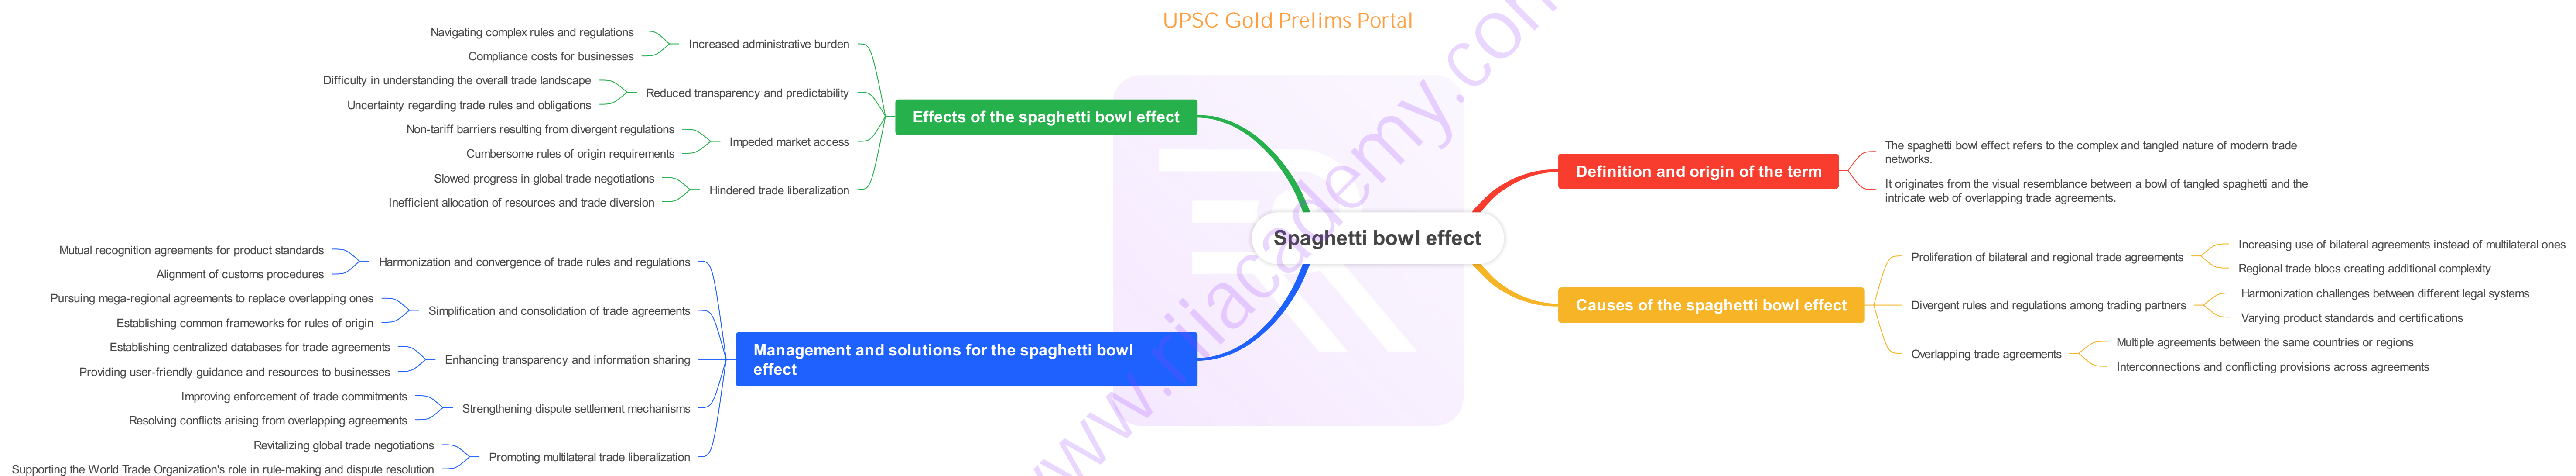 UPSC Gold Prelims Portal
Spaghetti bowl effect
Definition and origin of the term
The spaghetti bowl effect refers to the complex and tangled nature of modern trade
networks.
It originates from the visual resemblance between a bowl of tangled spaghetti and the
intricate web of overlapping trade agreements.
Causes of the spaghetti bowl effect
Proliferation of bilateral and regional trade agreements
Increasing use of bilateral agreements instead of multilateral ones
Regional trade blocs creating additional complexity
Divergent rules and regulations among trading partners
Harmonization challenges between different legal systems
Varying product standards and certifications
Overlapping trade agreements
Multiple agreements between the same countries or regions
Interconnections and conflicting provisions across agreements
Effects of the spaghetti bowl effect
Increased administrative burden
Navigating complex rules and regulations
Compliance costs for businesses
Reduced transparency and predictability
Difficulty in understanding the overall trade landscape
Uncertainty regarding trade rules and obligations
Impeded market access
Non-tariff barriers resulting from divergent regulations
Cumbersome rules of origin requirements
Hindered trade liberalization
Slowed progress in global trade negotiations
Inefficient allocation of resources and trade diversion
Management and solutions for the spaghetti bowl
effect
Harmonization and convergence of trade rules and regulations
Mutual recognition agreements for product standards
Alignment of customs procedures
Simplification and consolidation of trade agreements
Pursuing mega-regional agreements to replace overlapping ones
Establishing common frameworks for rules of origin
Enhancing transparency and information sharing
Establishing centralized databases for trade agreements
Providing user-friendly guidance and resources to businesses
Strengthening dispute settlement mechanisms
Improving enforcement of trade commitments
Resolving conflicts arising from overlapping agreements
Promoting multilateral trade liberalization
Revitalizing global trade negotiations
Supporting the World Trade Organization's role in rule-making and dispute resolution